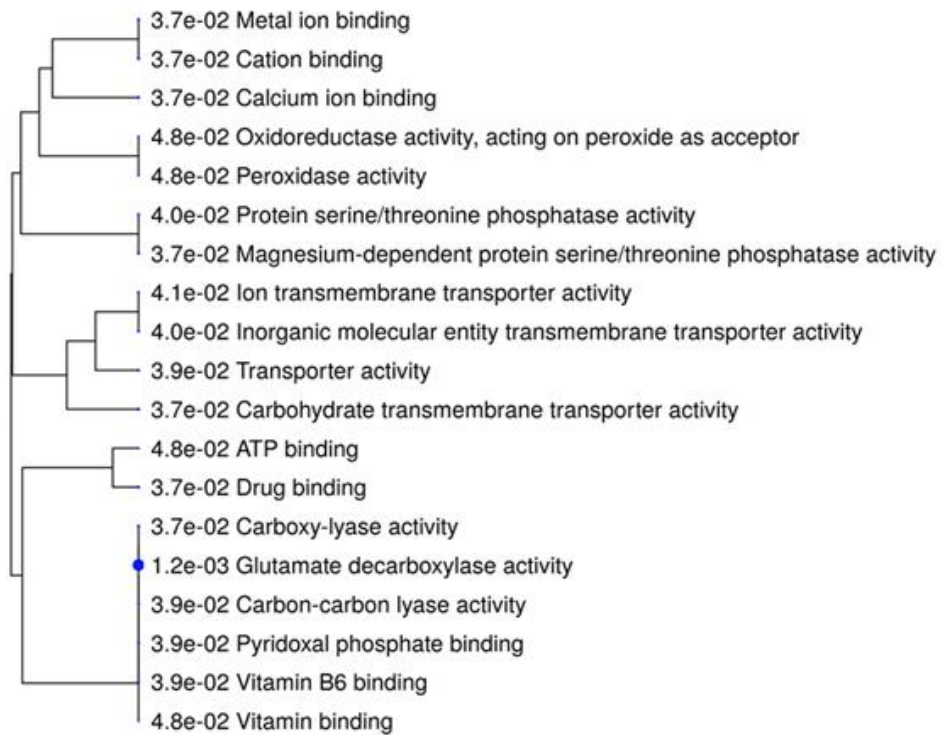 3.7e-02 Metal ion binding
3.7e-02 Cation binding
3.7e-02 Calcium ion binding
4.8e-02 Oxidoreductase activity, acting on peroxide as acceptor
4.8e-02 Peroxidase activity
4.0e-02 Protein serine/threonine phosphatase activity
3.7e-02 Magnesium-dependent protein serine/threonine phosphatase activity
4.1e-02 Ion transmembrane transporter activity
4.0e-02 Inorganic molecular entity transmembrane transporter activity
3.9e-02 Transporter activity
3.7e-02 Carbohydrate transmembrane transporter activity
4.8e-02 ATP binding
3.7e-02 Drug binding
3.7e-02 Carboxy-lyase activity
1.2e-03 Glutamate decarboxylase activity
3.9e-02 Carbon-carbon lyase activity
3.9e-02 Pyridoxal phosphate binding
3.9e-02 Vitamin B6 binding
4.8e-02 Vitamin binding